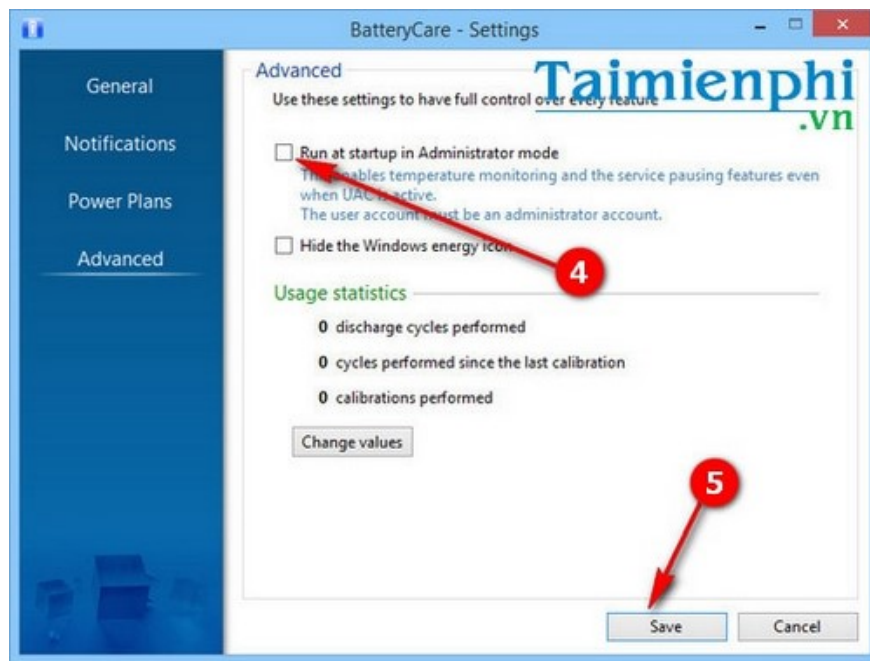 BatteryCare - Settings
General
Notifications
Power Plans
Advanced
Advanced
Use these settings to have full control over every feature
Taimienphi
.vn
Run at startup in Administrator mode
This enables temperature monitoring and the service pausing features even
when UAC is active.
The user account must be an administrator account.
Hide the Windows energy icon
4
Usage statistics
0 discharge cycles performed
0 cycles performed since the last calibration
0 calibrations performed
Change values
5
Save
Cancel